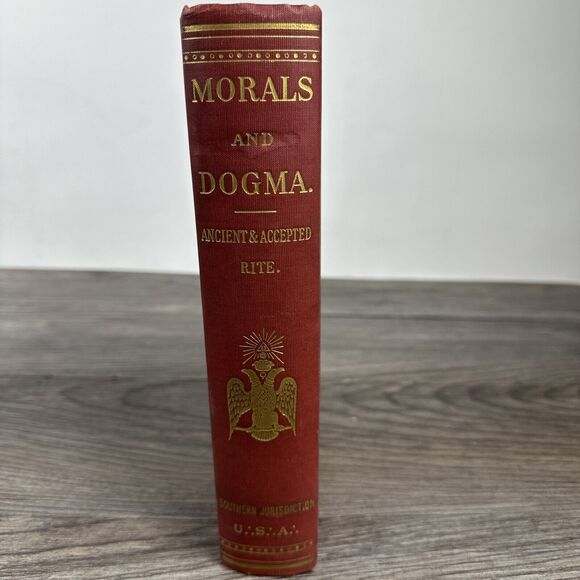 MORALS
AND
DOGMA.
ANCIENT & ACCEPTED
RITE.
SOUTHERN JURISDICTION
U∴S∴A∴